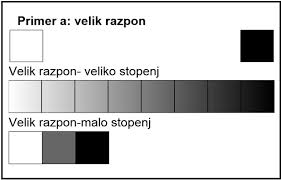 Primer a: velik razpon
Velik razpon- veliko stopenj
Velik razpon-malo stopenj